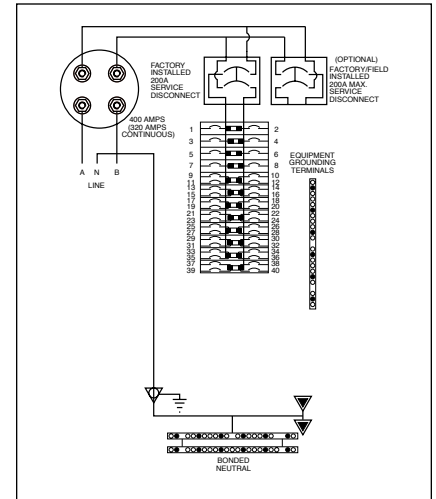 FACTORY
INSTALLED
200A
SERVICE
DISCONNECT
(OPTIONAL)
FACTORY/FIELD
INSTALLED
200A MAX.
SERVICE
DISCONNECT
400 AMPS
(320 AMPS
CONTINUOUS)
A N B
LINE
1 2
3 4
5 6
7 8
9 10
11 12
13 14
15 16
17 18
19 20
21 22
23 24
25 26
27 28
29 30
31 32
33 34
35 36
37 38
39 40
EQUIPMENT
GROUNDING
TERMINALS
BONDED
NEUTRAL